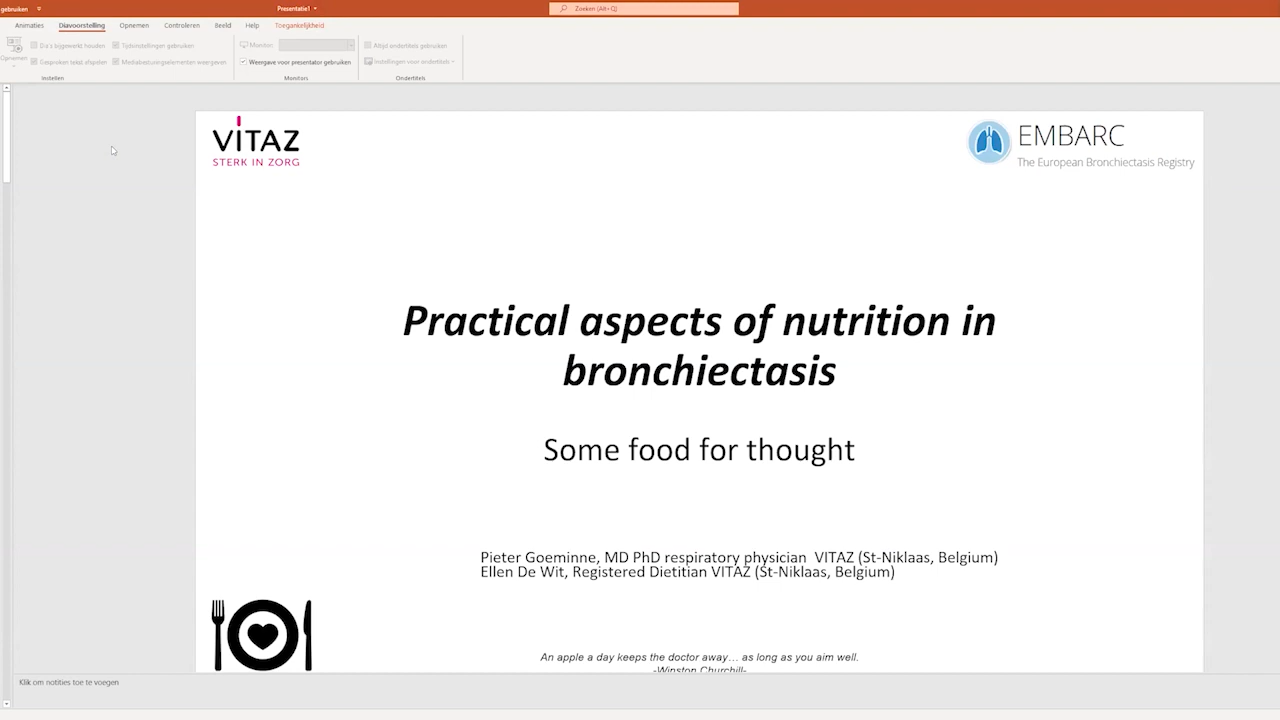 gebruiken
Presentatie1
Zoeken (Alt+Q)
Animaties Diavoorstelling Opnemen Controleren Beeld Help Toegankelijkheid
Opnemen
Dia's bijgewerkt houden
Tijdsinstellingen gebruiken
Gesproken tekst afspelen
Mediabesturingselementen weergeven
Instellen
Monitor:
Weergave voor presentator gebruiken
Monitors
Altijd ondertitels gebruiken
Instellingen voor ondertitels
Ondertitels
VITAZ
STERK IN ZORG
EMBARC
The European Bronchiectasis Registry
Practical aspects of nutrition in
bronchiectasis
Some food for thought
Pieter Goeminne, MD PhD respiratory physician VITAZ (St-Niklaas, Belgium)
Ellen De Wit, Registered Dietitian VITAZ (St-Niklaas, Belgium)
An apple a day keeps the doctor away… as long as you aim well.
-Winston Churchill-
Klik om notities toe te voegen